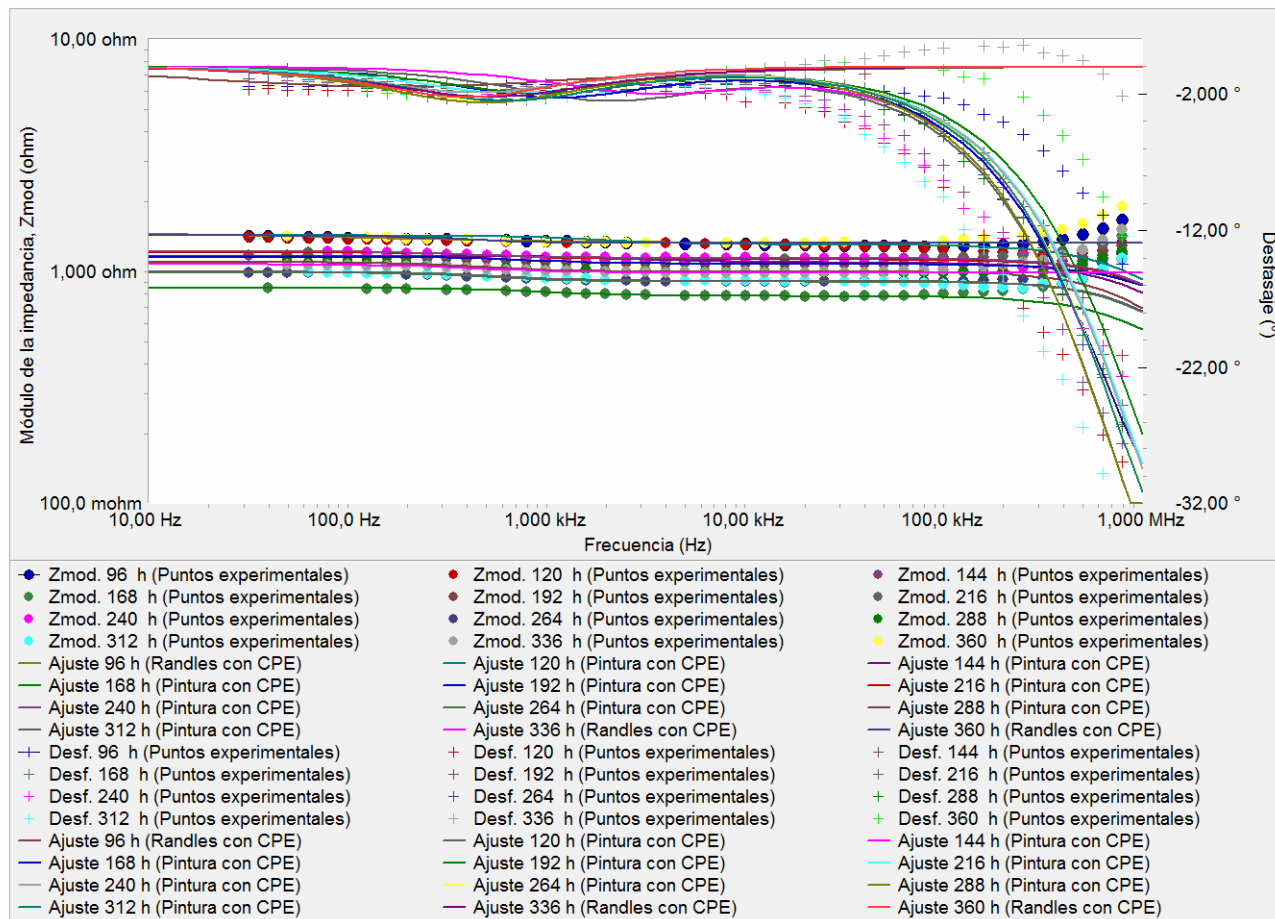 10,00 ohm
1,000 ohm
100,0 mohm
Módulo de la impedancia, Zmod (ohm)
-2,000 °
-12,00 °
-22,00 °
-32,00 °
Desfasaje (°)
10,00 Hz 100,0 Hz 1,000 kHz 10,00 kHz 100,0 kHz 1,000 MHz
Frecuencia (Hz)
Zmod. 96 h (Puntos experimentales) Zmod. 120 h (Puntos experimentales) Zmod. 144 h (Puntos experimentales)
Zmod. 168 h (Puntos experimentales) Zmod. 192 h (Puntos experimentales) Zmod. 216 h (Puntos experimentales)
Zmod. 240 h (Puntos experimentales) Zmod. 264 h (Puntos experimentales) Zmod. 288 h (Puntos experimentales)
Zmod. 312 h (Puntos experimentales) Zmod. 336 h (Puntos experimentales) Zmod. 360 h (Puntos experimentales)
Ajuste 96 h (Randles con CPE) Ajuste 120 h (Pintura con CPE) Ajuste 144 h (Pintura con CPE)
Ajuste 168 h (Pintura con CPE) Ajuste 192 h (Pintura con CPE) Ajuste 216 h (Pintura con CPE)
Ajuste 240 h (Pintura con CPE) Ajuste 264 h (Pintura con CPE) Ajuste 288 h (Pintura con CPE)
Ajuste 312 h (Pintura con CPE) Ajuste 336 h (Randles con CPE) Ajuste 360 h (Randles con CPE)
Desf. 96 h (Puntos experimentales) Desf. 120 h (Puntos experimentales) Desf. 144 h (Puntos experimentales)
Desf. 168 h (Puntos experimentales) Desf. 192 h (Puntos experimentales) Desf. 216 h (Puntos experimentales)
Desf. 240 h (Puntos experimentales) Desf. 264 h (Puntos experimentales) Desf. 288 h (Puntos experimentales)
Desf. 312 h (Puntos experimentales) Desf. 336 h (Puntos experimentales) Desf. 360 h (Puntos experimentales)
Ajuste 96 h (Randles con CPE) Ajuste 120 h (Pintura con CPE) Ajuste 144 h (Pintura con CPE)
Ajuste 168 h (Pintura con CPE) Ajuste 192 h (Pintura con CPE) Ajuste 216 h (Pintura con CPE)
Ajuste 240 h (Pintura con CPE) Ajuste 264 h (Pintura con CPE) Ajuste 288 h (Pintura con CPE)
Ajuste 312 h (Pintura con CPE) Ajuste 336 h (Randles con CPE) Ajuste 360 h (Randles con CPE)